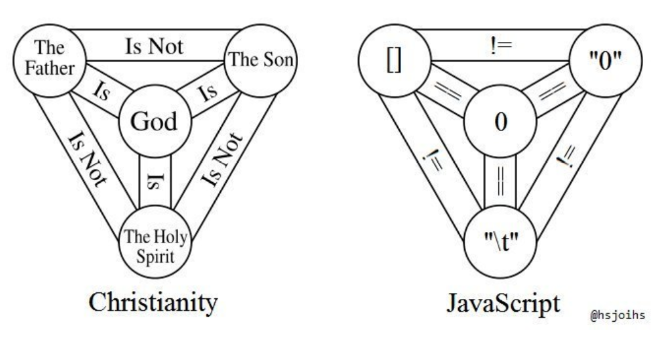 The
Father
Is Not
The Son
Is
Is
God
Is Not
Is
Is Not
The Holy
Spirit
Christianity
[]
!=
"0"
==
==
0
!=
==
!=
"\t"
JavaScript
@hsjoihs